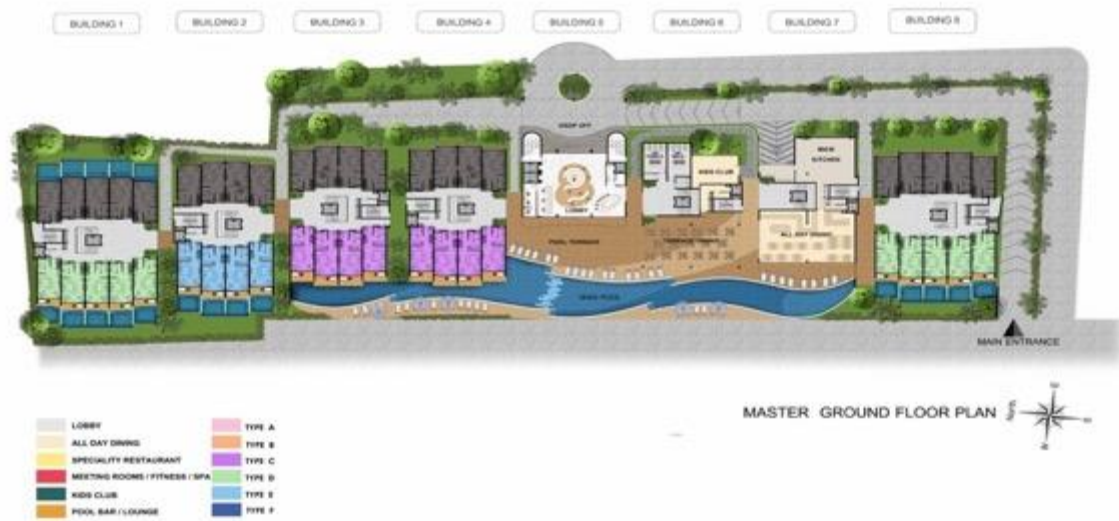 BUILDING 1
BUILDING 2
BUILDING 3
BUILDING 4
BUILDING 5
BUILDING 6
BUILDING 7
BUILDING 8
DROP OFF
MAIN
KITCHEN
KIDS CLUB
LOBBY
ALL DAY DINING
POOL TERRACE
TERRACE DINING
MAIN POOL
MAIN ENTRANCE
MASTER GROUND FLOOR PLAN
North
LOBBY
ALL DAY DINING
SPECIALITY RESTAURANT
MEETING ROOMS / FITNESS / SPA
KIDS CLUB
POOL BAR / LOUNGE
TYPE A
TYPE B
TYPE C
TYPE D
TYPE E
TYPE F